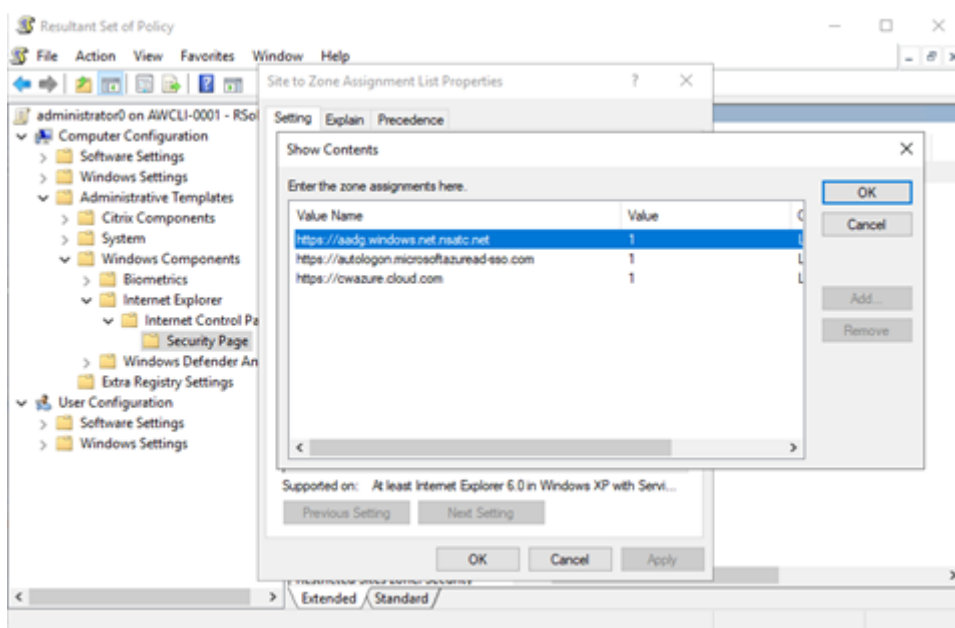 Resultant Set of Policy
File Action View Favorites Window Help
administrator0 on AWCLI-0001 - RSoI
Computer Configuration
Software Settings
Windows Settings
Administrative Templates
Citrix Components
System
Windows Components
Biometrics
Internet Explorer
Internet Control Pa
Security Page
Windows Defender An
Extra Registry Settings
User Configuration
Software Settings
Windows Settings
Site to Zone Assignment List Properties
Setting Explain Precedence
Show Contents
Enter the zone assignments here.
Value Name Value
https://aadg.windows.net.nsatc.net 1
https://autologon.microsoftazuread-sso.com 1
https://cwazure.cloud.com 1
OK
Cancel
Add...
Remove
Supported on: At least Internet Explorer 6.0 in Windows XP with Servi...
Previous Setting Next Setting
OK Cancel Apply
Extended Standard